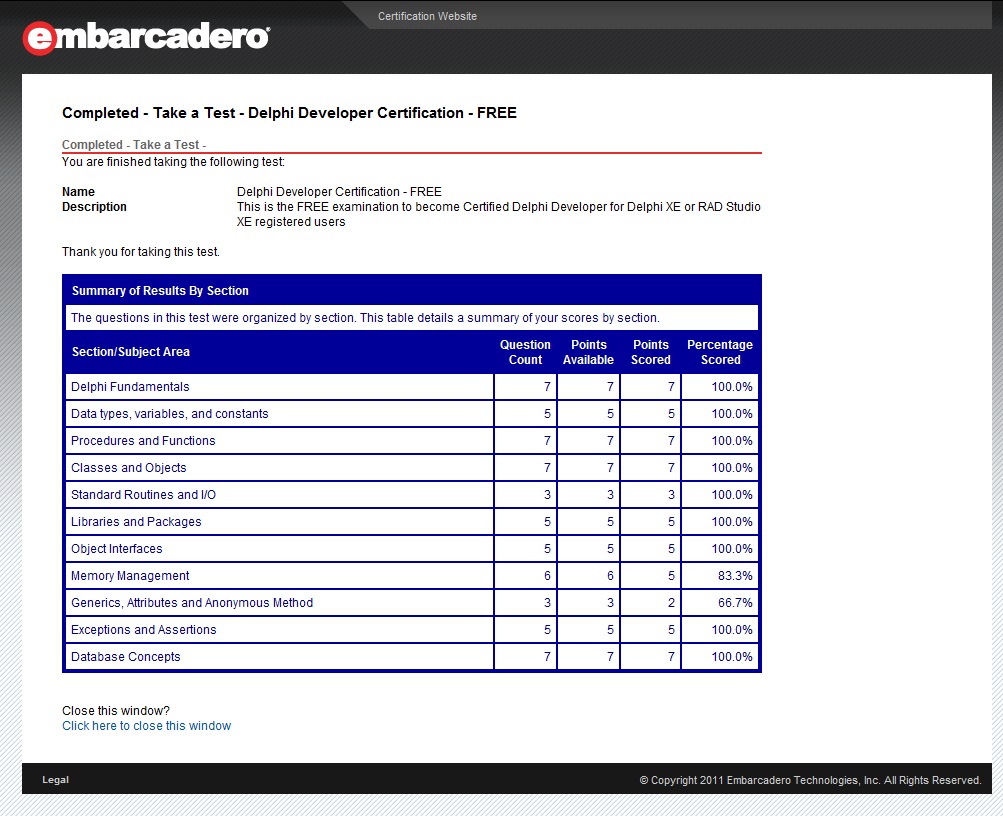 Certification Website
embarcadero®
Completed - Take a Test - Delphi Developer Certification - FREE
Completed - Take a Test -
You are finished taking the following test:
Name Delphi Developer Certification - FREE
Description This is the FREE examination to become Certified Delphi Developer for Delphi XE or RAD Studio
XE registered users
Thank you for taking this test.
Summary of Results By Section
The questions in this test were organized by section. This table details a summary of your scores by section.
Section/Subject Area Question Count Points Available Points Scored Percentage Scored
Delphi Fundamentals 7 7 7 100.0%
Data types, variables, and constants 5 5 5 100.0%
Procedures and Functions 7 7 7 100.0%
Classes and Objects 7 7 7 100.0%
Standard Routines and I/O 3 3 3 100.0%
Libraries and Packages 5 5 5 100.0%
Object Interfaces 5 5 5 100.0%
Memory Management 6 6 5 83.3%
Generics, Attributes and Anonymous Method 3 3 2 66.7%
Exceptions and Assertions 5 5 5 100.0%
Database Concepts 7 7 7 100.0%
Close this window?
Click here to close this window
Legal © Copyright 2011 Embarcadero Technologies, Inc. All Rights Reserved.